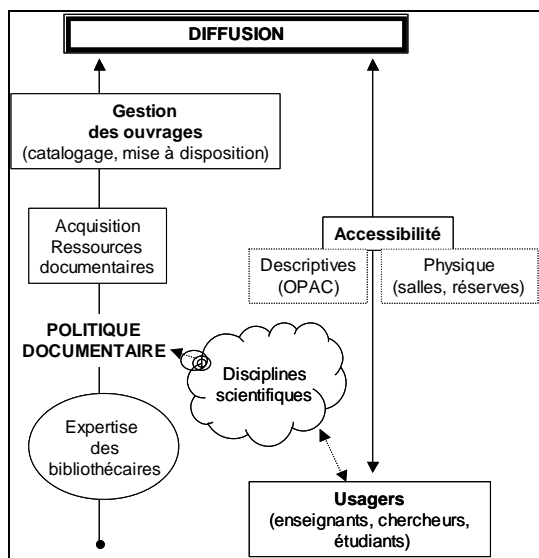 DIFFUSION
Gestion
des ouvrages
(catalogage, mise à disposition)
Acquisition
Ressources
documentaires
Accessibilité
Descriptives
(OPAC)
Physique
(salles, réserves)
POLITIQUE
DOCUMENTAIRE
Disciplines
scientifiques
Expertise
des
bibliothécaires
Usagers
(enseignants, chercheurs,
étudiants)